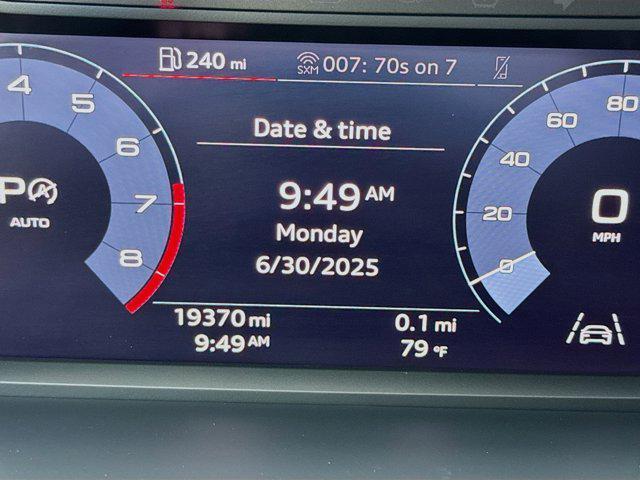 240 mi
SXM 007: 70s on 7
Date & time
9:49 AM
Monday
6/30/2025
19370 mi
9:49 AM
0.1 mi
79 °F
4
5
6
7
8
P A
AUTO
80
60
40
20
0
0
MPH